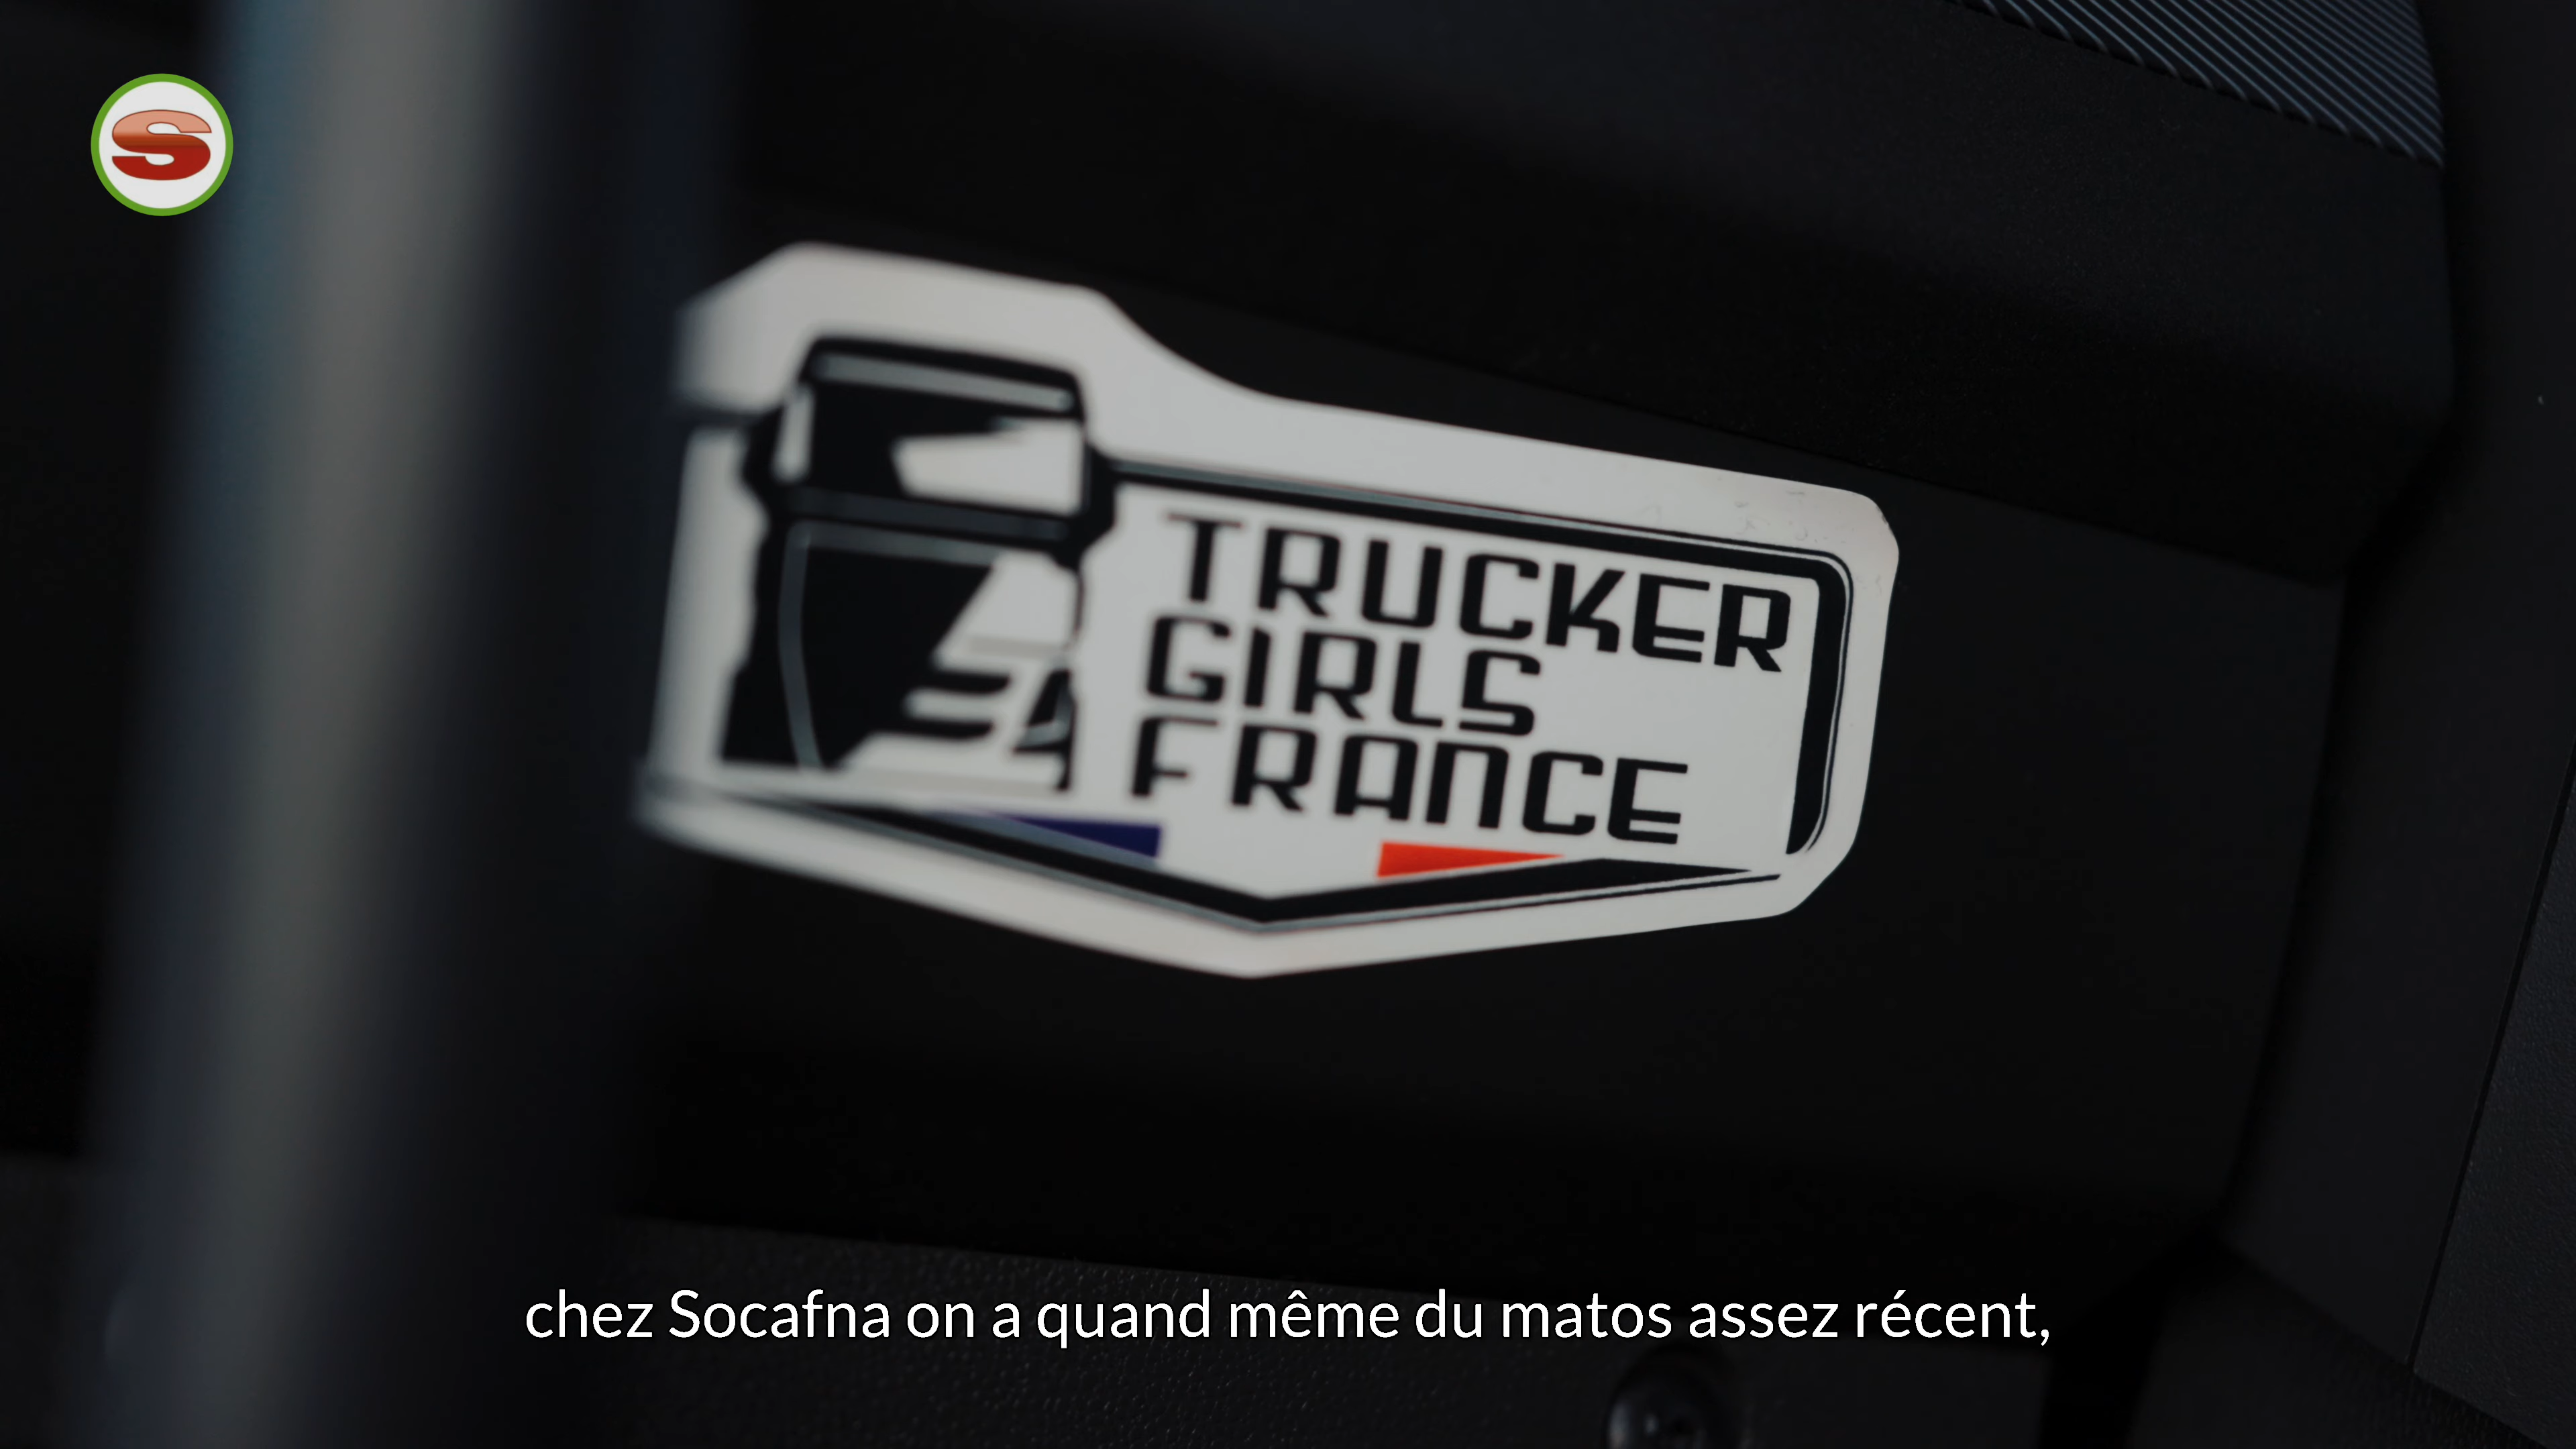 S
TRUCKER
GIRLS
FRANCE
chez Socafna on a quand même du matos assez récent,